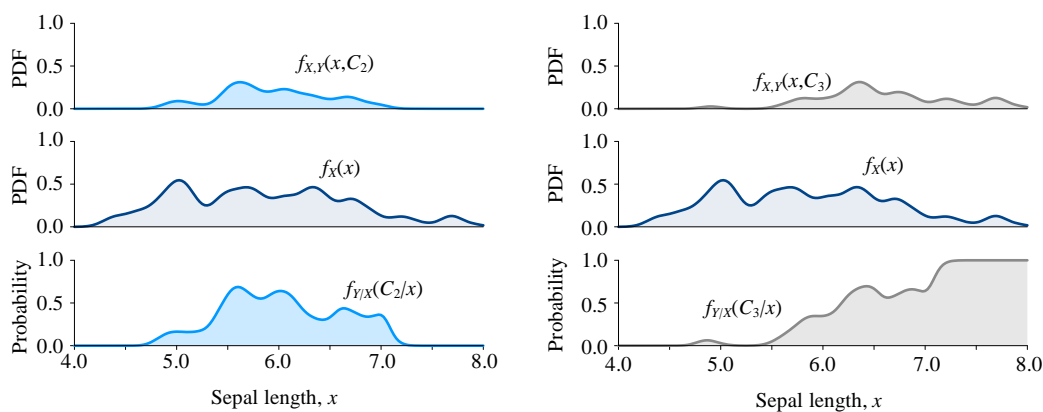 1.0
PDF
0.5
0.0
f_{X,Y}(x,C_2)
1.0
PDF
0.5
0.0
f_X(x)
1.0
Probability
0.5
0.0
f_{Y/X}(C_2/x)
4.0 5.0 6.0 7.0 8.0
Sepal length, x
1.0
PDF
0.5
0.0
f_{X,Y}(x,C_3)
1.0
PDF
0.5
0.0
f_X(x)
1.0
Probability
0.5
0.0
f_{Y/X}(C_3/x)
4.0 5.0 6.0 7.0 8.0
Sepal length, x